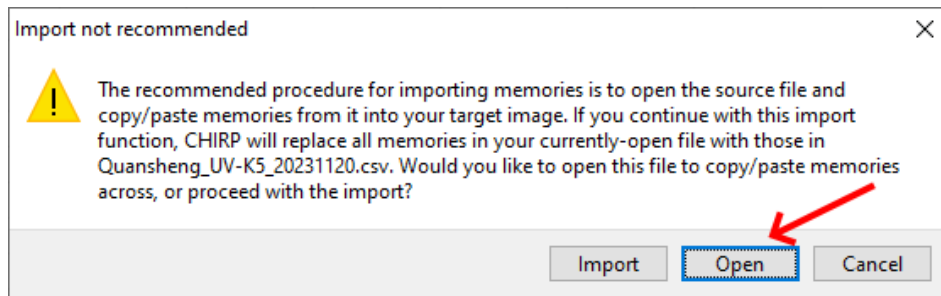 Import not recommended
The recommended procedure for importing memories is to open the source file and
copy/paste memories from it into your target image. If you continue with this import
function, CHIRP will replace all memories in your currently-open file with those in
Quansheng_UV-K5_20231120.csv. Would you like to open this file to copy/paste memories
across, or proceed with the import?
Import Open Cancel